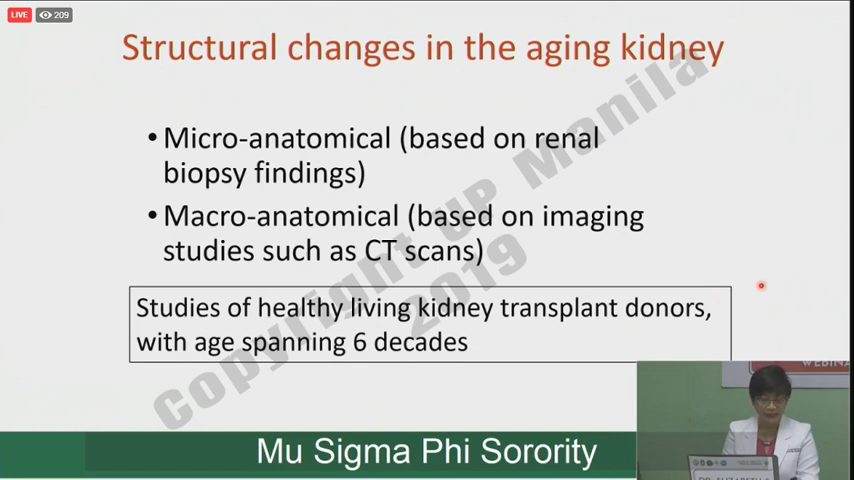 LIVE 209
Structural changes in the aging kidney
• Micro-anatomical (based on renal
biopsy findings)
• Macro-anatomical (based on imaging
studies such as CT scans)
Studies of healthy living kidney transplant donors,
with age spanning 6 decades
Copyright UP Manila
2019
WEBINA
Mu Sigma Phi Sorority